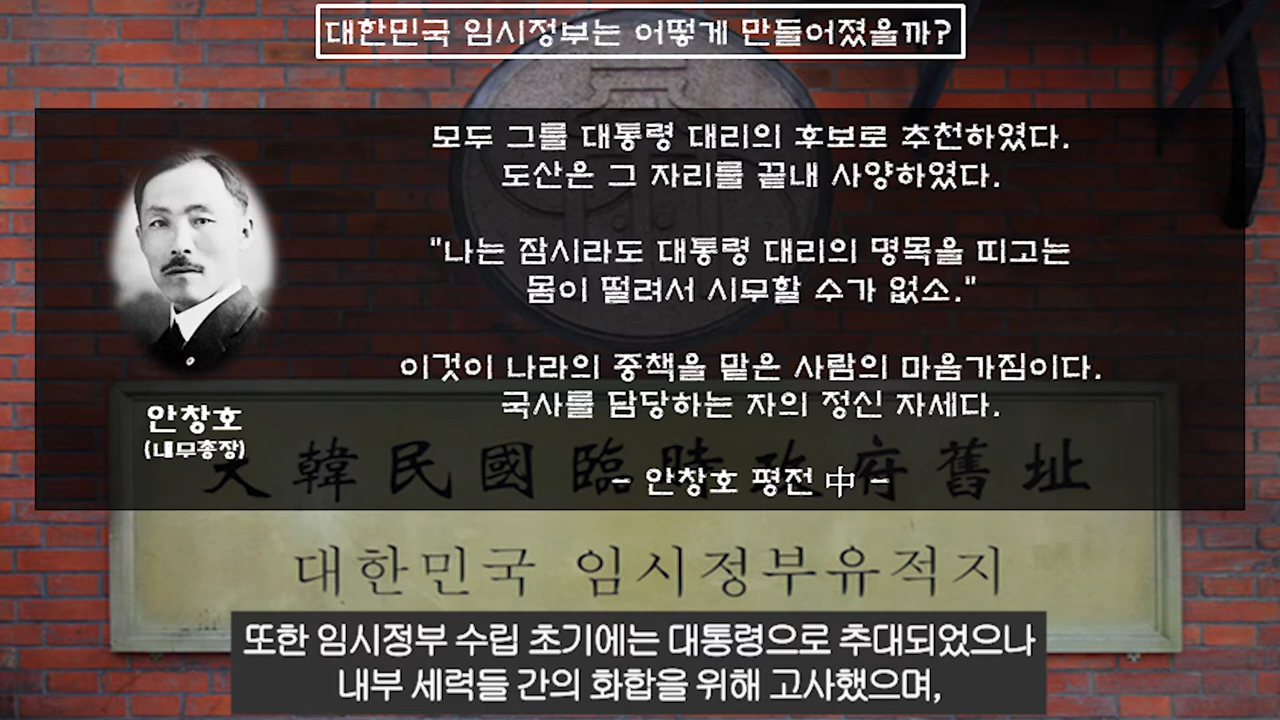 대한민국 임시정부는 어떻게 만들어졌을까?
모두 그를 대통령 대리의 후보로 추천하였다.
도산은 그 자리를 끝내 사양하였다.
"나는 잠시라도 대통령 대리의 명목을 띠고는
몸이 떨려서 시무할 수가 없소."
이것이 나라의 중책을 맡은 사람의 마음가짐이다.
국사를 담당하는 자의 정신 자세다.
- 안창호 평전 中 -
안창호
(내무총장)
大韓民國臨時政府舊址
대한민국 임시정부유적지
또한 임시정부 수립 초기에는 대통령으로 추대되었으나
내부 세력들 간의 화합을 위해 고사했으며,